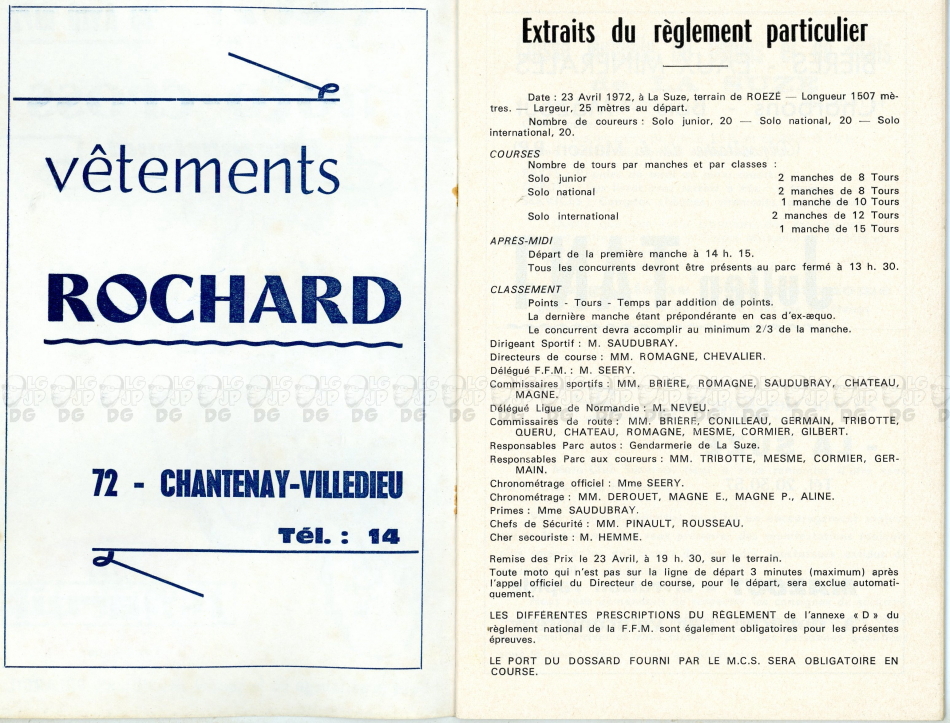 vêtements
ROCHARD
72 - CHANTENAY-VILLEDIEU
Tél. : 14
Extraits du règlement particulier
Date : 23 Avril 1972, à La Suze, terrain de ROEZÉ — Longueur 1507 mè-
tres. — Largeur, 25 mètres au départ.
Nombre de coureurs : Solo junior, 20 — Solo national, 20 — Solo
international, 20.
COURSES
Nombre de tours par manches et par classes :
Solo junior 2 manches de 8 Tours
Solo national 2 manches de 8 Tours
1 manche de 10 Tours
Solo international 2 manches de 12 Tours
1 manche de 15 Tours
APRÈS-MIDI
Départ de la première manche à 14 h. 15.
Tous les concurrents devront être présents au parc fermé à 13 h. 30.
CLASSEMENT
Points - Tours - Temps par addition de points.
La dernière manche étant prépondérante en cas d'ex-æquo.
Le concurrent devra accomplir au minimum 2/3 de la manche.
Dirigeant Sportif : M. SAUDUBRAY.
Directeurs de course : MM. ROMAGNE, CHEVALIER.
Délégué F.F.M. : M. SEERY.
Commissaires sportifs : MM. BRIÈRE, ROMAGNE, SAUDUBRAY, CHATEAU,
MAGNE.
Délégué Ligue de Normandie : M. NEVEU.
Commissaires de route : MM. BRIÈRE, CONILLEAU, GERMAIN, TRIBOTTE,
QUERU, CHATEAU, ROMAGNE, MESME, CORMIER, GILBERT.
Responsables Parc autos : Gendarmerie de La Suze.
Responsables Parc aux coureurs : MM. TRIBOTTE, MESME, CORMIER, GER-
MAIN.
Chronométrage officiel : Mme SEERY.
Chronométrage : MM. DEROUET, MAGNE E., MAGNE P., ALINE.
Primes : Mme SAUDUBRAY.
Chefs de Sécurité : MM. PINAULT, ROUSSEAU.
Cher secouriste : M. HEMME.
Remise des Prix le 23 Avril, à 19 h. 30, sur le terrain.
Toute moto qui n'est pas sur la ligne de départ 3 minutes (maximum) après
l'appel officiel du Directeur de course, pour le départ, sera exclue automati-
quement.
LES DIFFÉRENTES PRESCRIPTIONS DU RÈGLEMENT de l'annexe « D » du
règlement national de la F.F.M. sont également obligatoires pour les présentes
épreuves.
LE PORT DU DOSSARD FOURNI PAR LE M.C.S. SERA OBLIGATOIRE EN
COURSE.